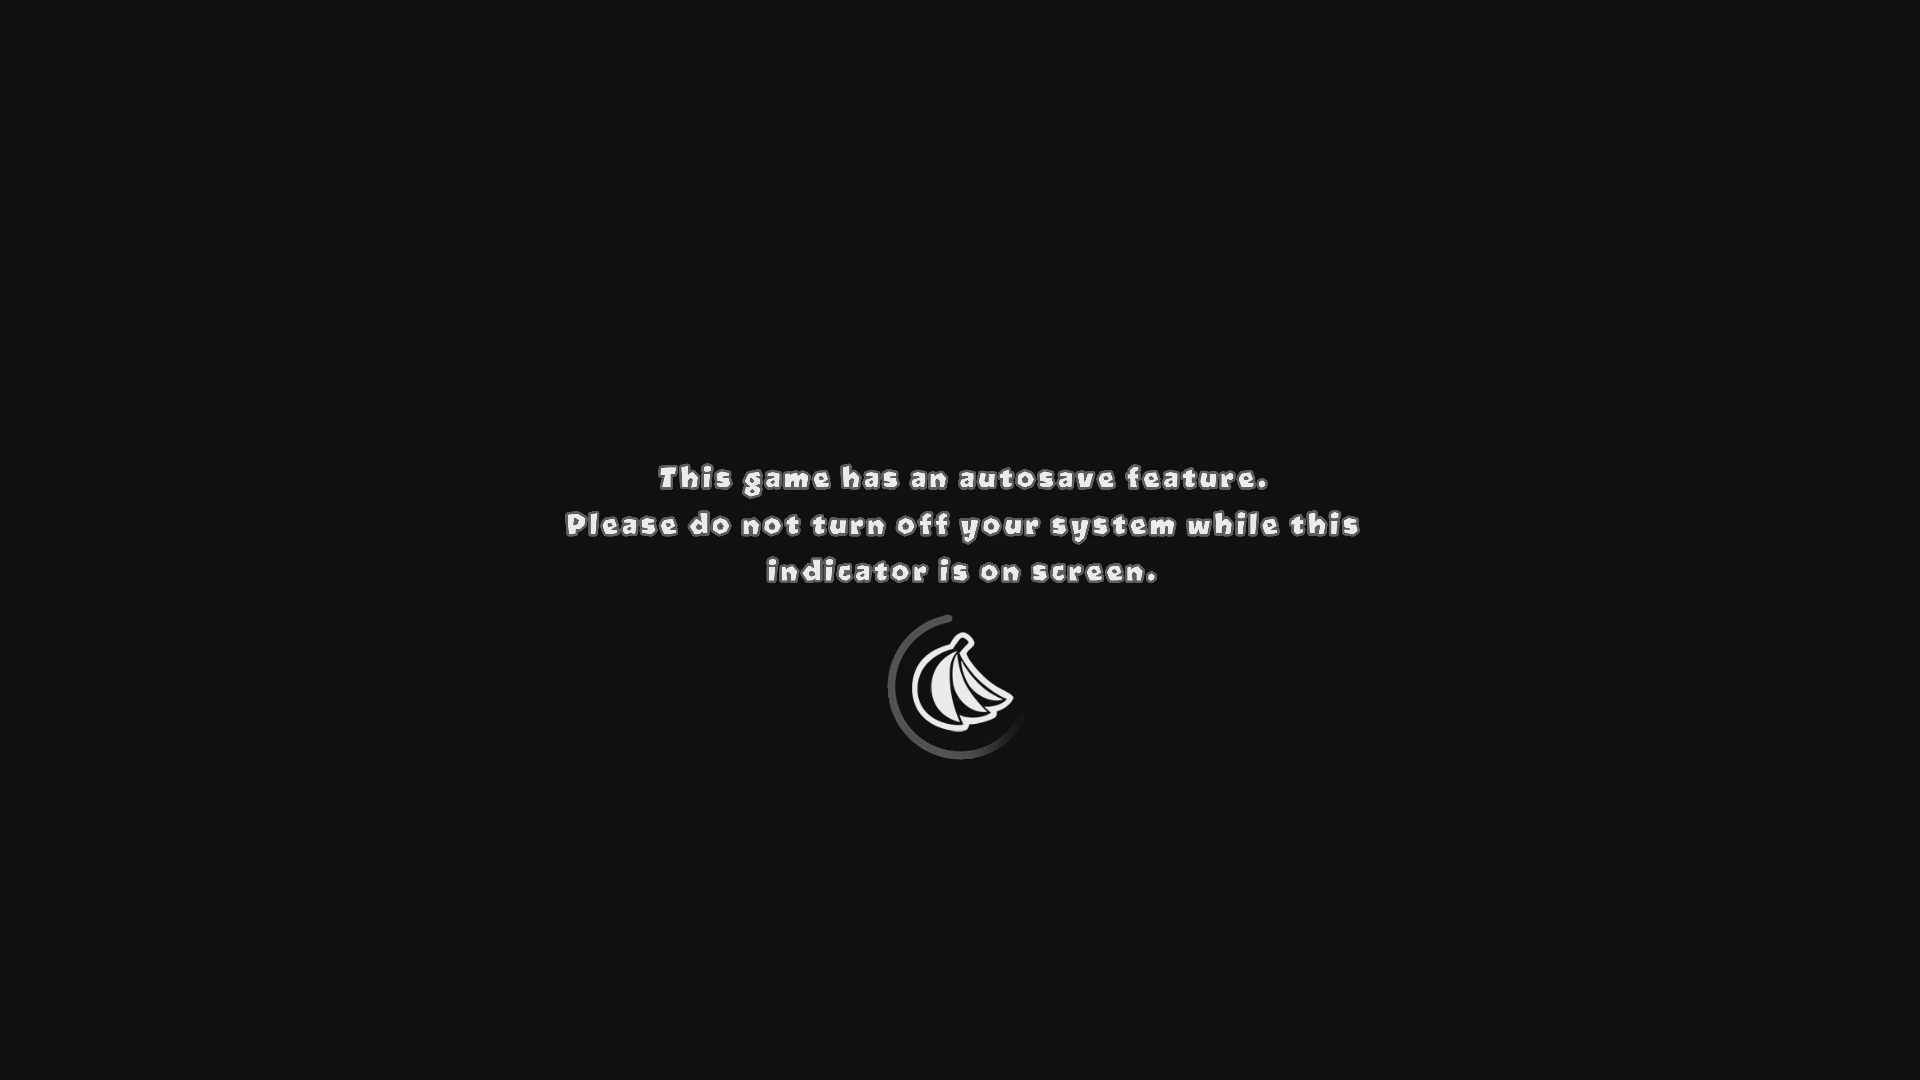 This game has an autosave feature.
Please do not turn off your system while this
indicator is on screen.